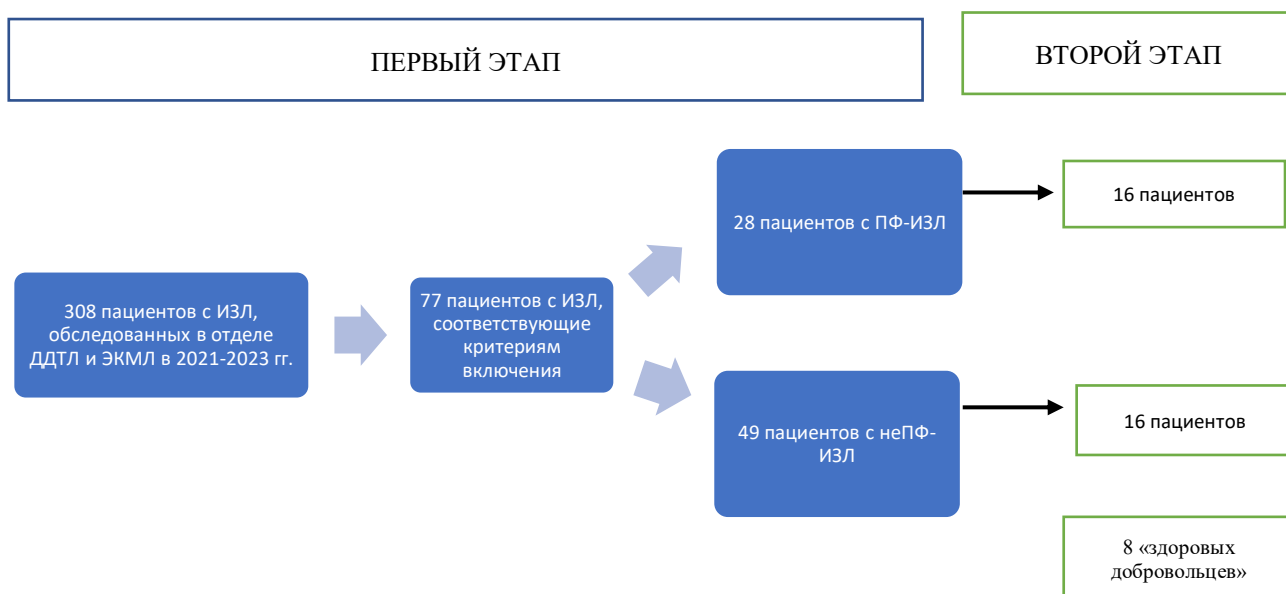 ПЕРВЫЙ ЭТАП
ВТОРОЙ ЭТАП
308 пациентов с ИЗЛ,
обследованных в отделе
ДДТЛ и ЭКМЛ в 2021-2023 гг.
77 пациентов с ИЗЛ,
соответствующие
критериям
включения
28 пациентов с ПФ-ИЗЛ
16 пациентов
49 пациентов с неПФ-
ИЗЛ
16 пациентов
8 «здоровых
добровольцев»